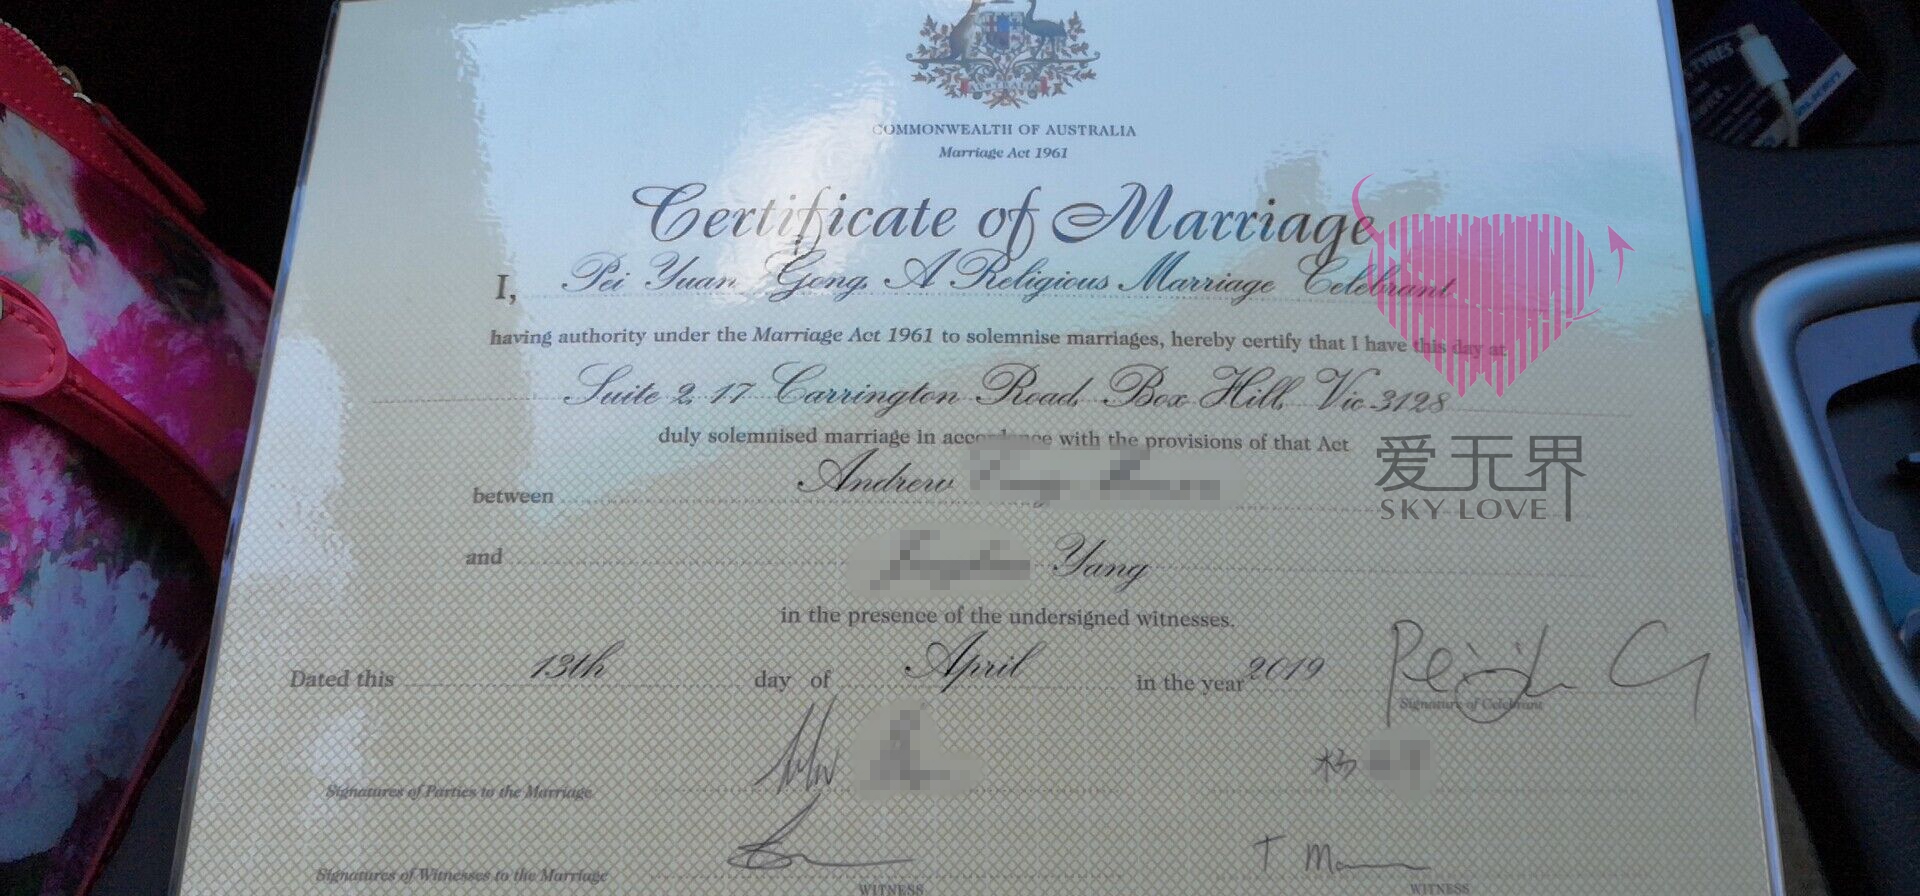 AUSTRALIA
COMMONWEALTH OF AUSTRALIA
Marriage Act 1961
Certificate of Marriage
I, Pei Yuan Gong, A Religious Marriage Celebrant
having authority under the Marriage Act 1961 to solemnise marriages, hereby certify that I have this day at
Suite 2, 17 Carrington Road, Box Hill, Vic 3128
duly solemnised marriage in accordance with the provisions of that Act
between Andrew
爱无界
SKY LOVE
and Yang
in the presence of the undersigned witnesses.
Dated this 13th day of April in the year 2019
Signature of Celebrant
杨
Signatures of Parties to the Marriage
T
Signatures of Witnesses to the Marriage
WITNESS WITNESS